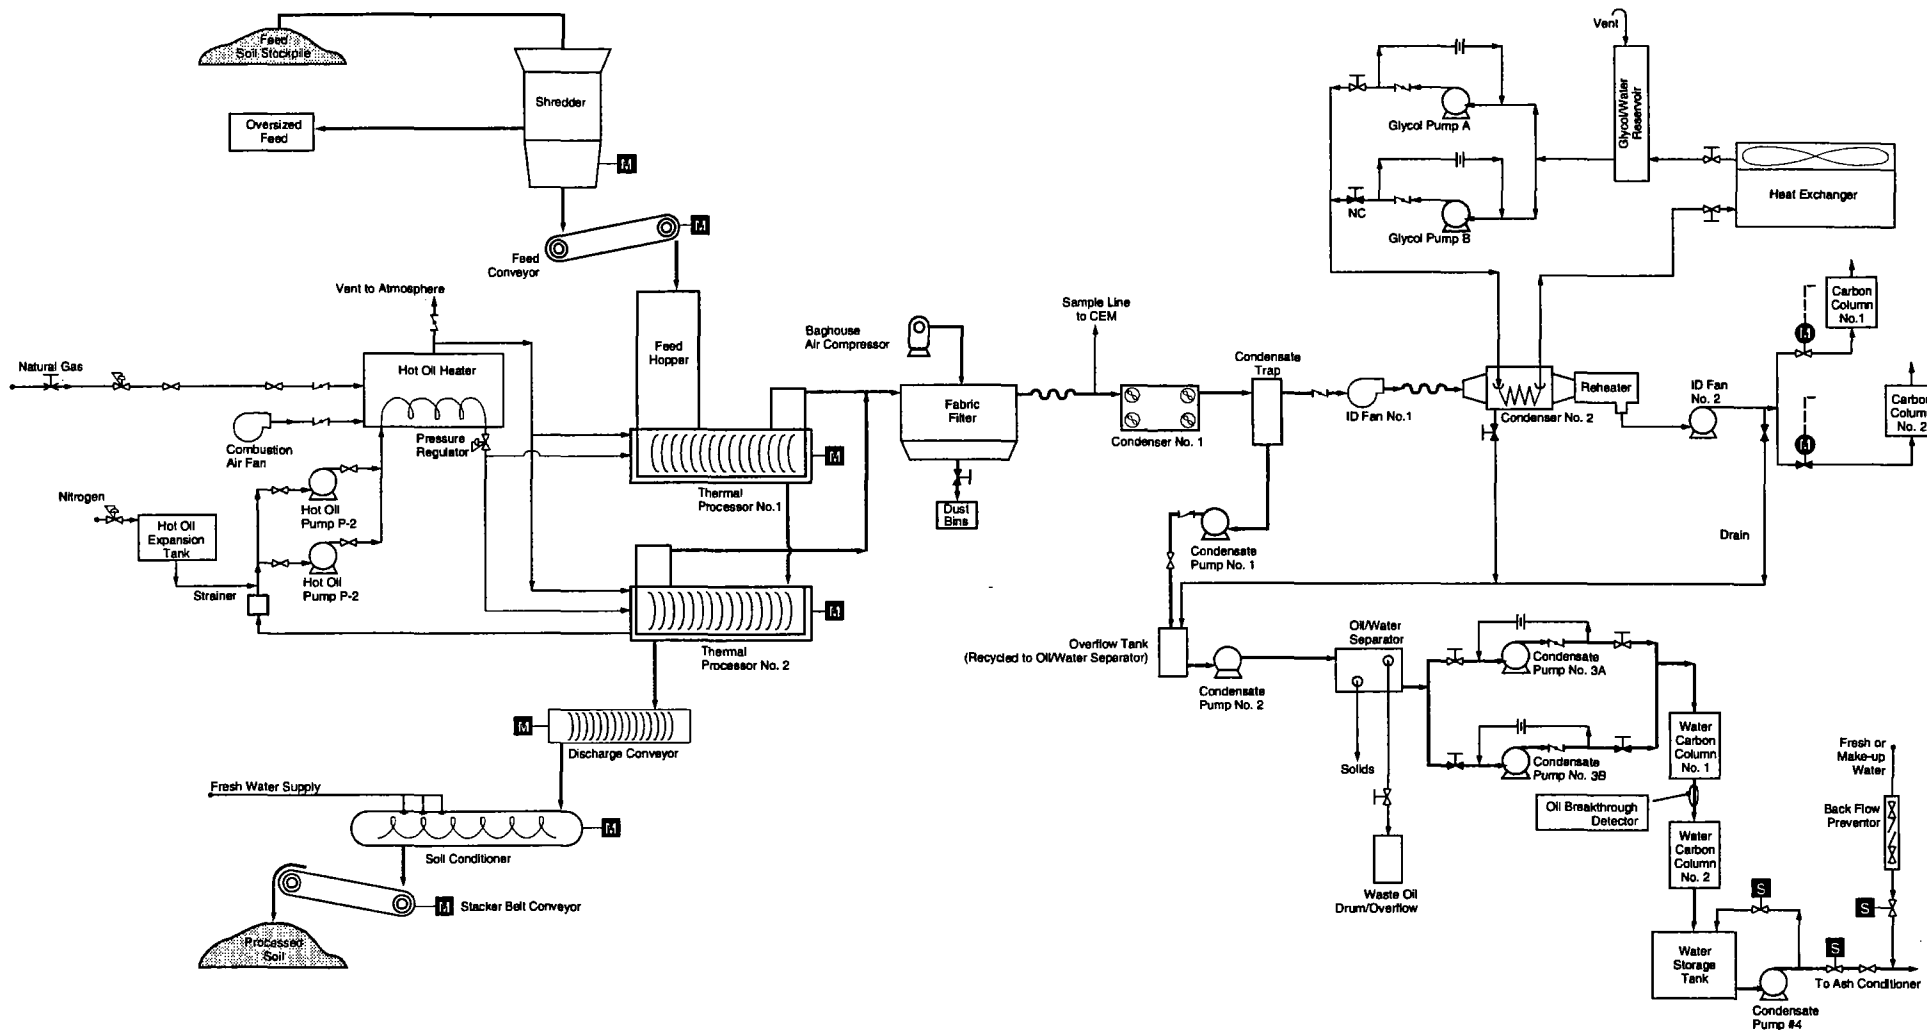 Feed
Soil Stockpile
Shredder
Oversized
Feed
M
M
Feed
Conveyor
Vent to Atmosphere
Natural Gas
Hot Oil Heater
Combustion
Air Fan
Pressure
Regulator
Nitrogen
Hot Oil
Expansion
Tank
Hot Oil
Pump P-2
Hot Oil
Pump P-2
Strainer
Feed
Hopper
Thermal
Processor No.1
M
Thermal
Processor No. 2
M
M
Discharge Conveyor
Fresh Water Supply
M
Soil Conditioner
M
Stacker Belt Conveyor
Processed
Soil
Baghouse
Air Compressor
Fabric
Filter
Dust
Bins
Sample Line
to CEM
Condenser No. 1
Condensate
Trap
ID Fan No.1
Condensate
Pump No. 1
Vent
Glycol/Water
Reservoir
Glycol Pump A
NC
Glycol Pump B
Heat Exchanger
Condenser No. 2
Reheater
ID Fan
No. 2
M
M
Carbon
Column
No.1
Carbon
Column
No. 2
Drain
Overflow Tank
(Recycled to Oil/Water Separator)
Condensate
Pump No. 2
Oil/Water
Separator
Solids
Waste Oil
Drum/Overflow
Condensate
Pump No. 3A
Condensate
Pump No. 3B
Water
Carbon
Column
No. 1
Oil Breakthrough
Detector
Water
Carbon
Column
No. 2
Fresh or
Make-up
Water
Back Flow
Preventor
S
S
S
Water
Storage
Tank
To Ash Conditioner
Condensate
Pump #4